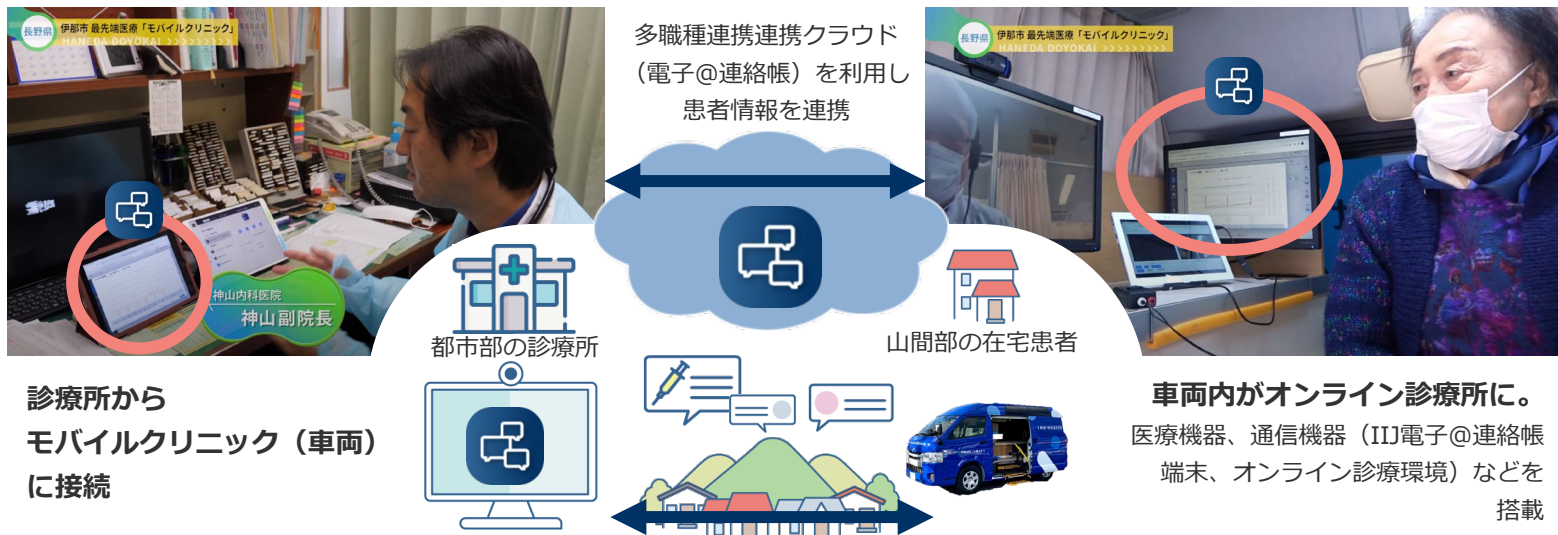 長野県
伊那市 最先端医療「モバイルクリニック」
HANEDA DOYOKAI >>>>>>>>>
神山内科医院
神山副院長
多職種連携連携クラウド
（電子@連絡帳）を利用し
患者情報を連携
長野県
伊那市 最先端医療「モバイルクリニック」
HANEDA DOYOKAI >>>>>>>>>
都市部の診療所
山間部の在宅患者
診療所から
モバイルクリニック（車両）
に接続
車両内がオンライン診療所に。
医療機器、通信機器（IIJ電子@連絡帳
端末、オンライン診療環境）などを
搭載